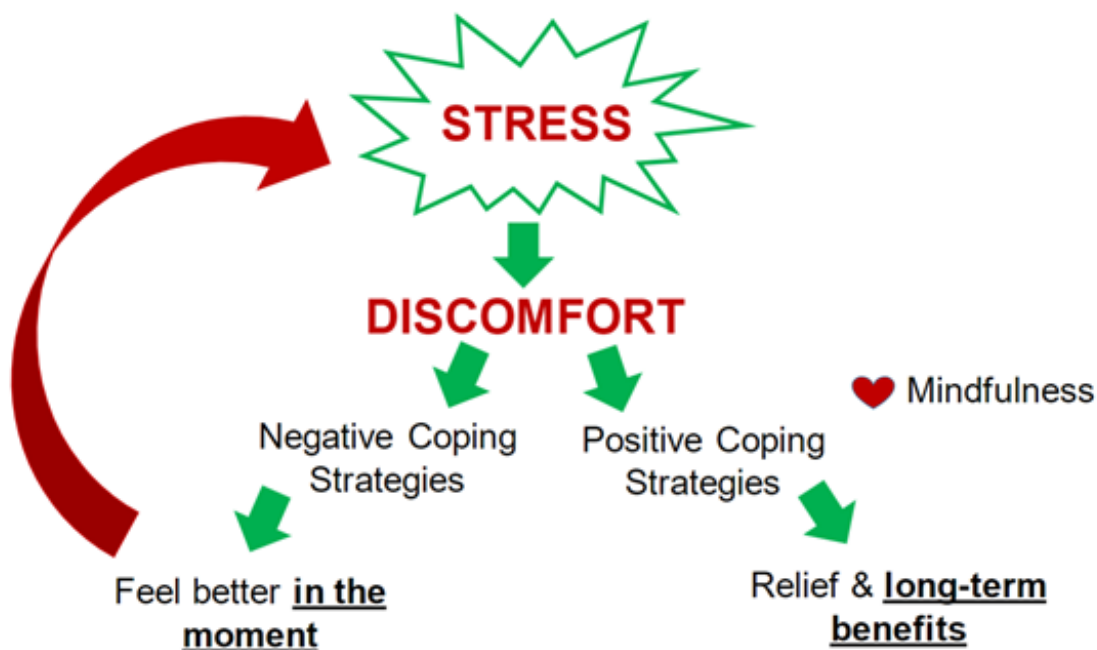 STRESS
DISCOMFORT
Mindfulness
Negative Coping
Strategies
Positive Coping
Strategies
Feel better in the
moment
Relief & long-term
benefits